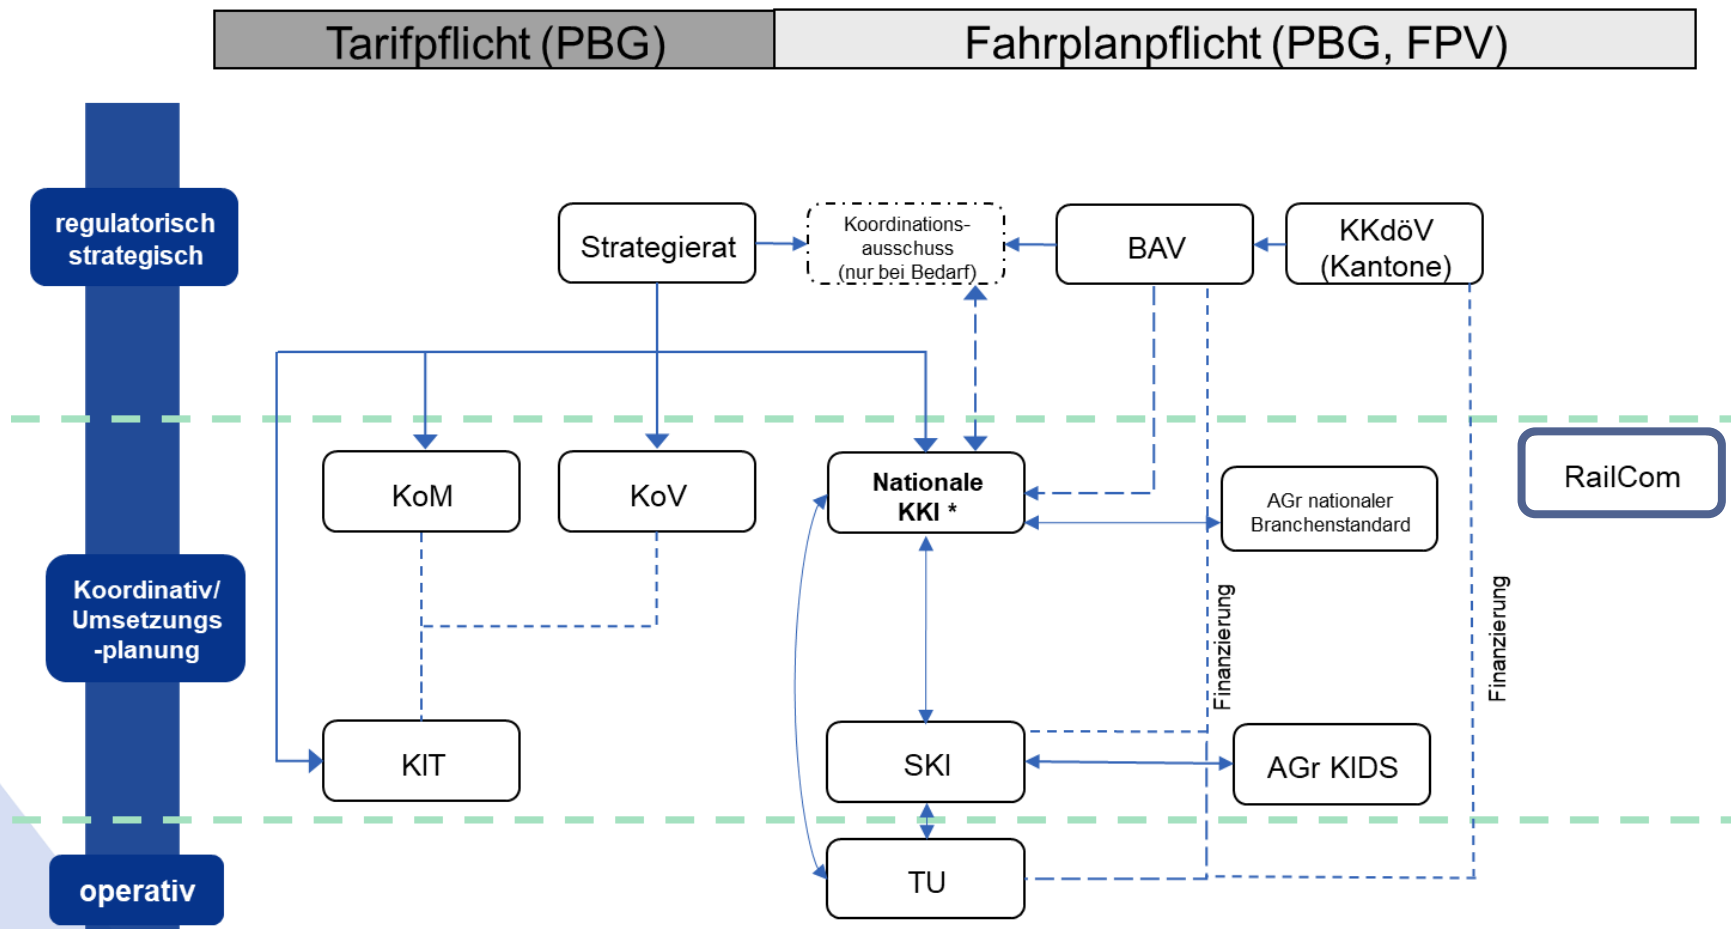 Tarifpflicht (PBG)
Fahrplanpflicht (PBG, FPV)
regulatorisch
strategisch
Strategierat
Koordinations-
ausschuss
(nur bei Bedarf)
BAV
KKdöV
(Kantone)
KoM
KoV
Nationale
KKI *
AGr nationaler
Branchenstandard
RailCom
Koordinativ/
Umsetzungs
-planung
Finanzierung
Finanzierung
KIT
SKI
AGr KIDS
operativ
TU